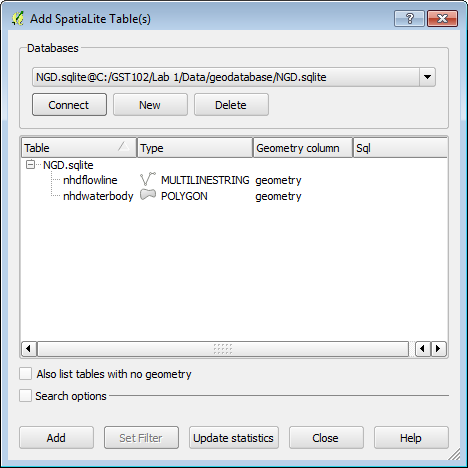 Add SpatiaLite Table(s)
?
Databases
NGD.sqlite@C:/GST102/Lab 1/Data/geodatabase/NGD.sqlite
Connect New Delete
Table Type Geometry column Sql
NGD.sqlite
nhdflowline MULTILINESTRING geometry
nhdwaterbody POLYGON geometry
Also list tables with no geometry
Search options
Add Set Filter Update statistics Close Help